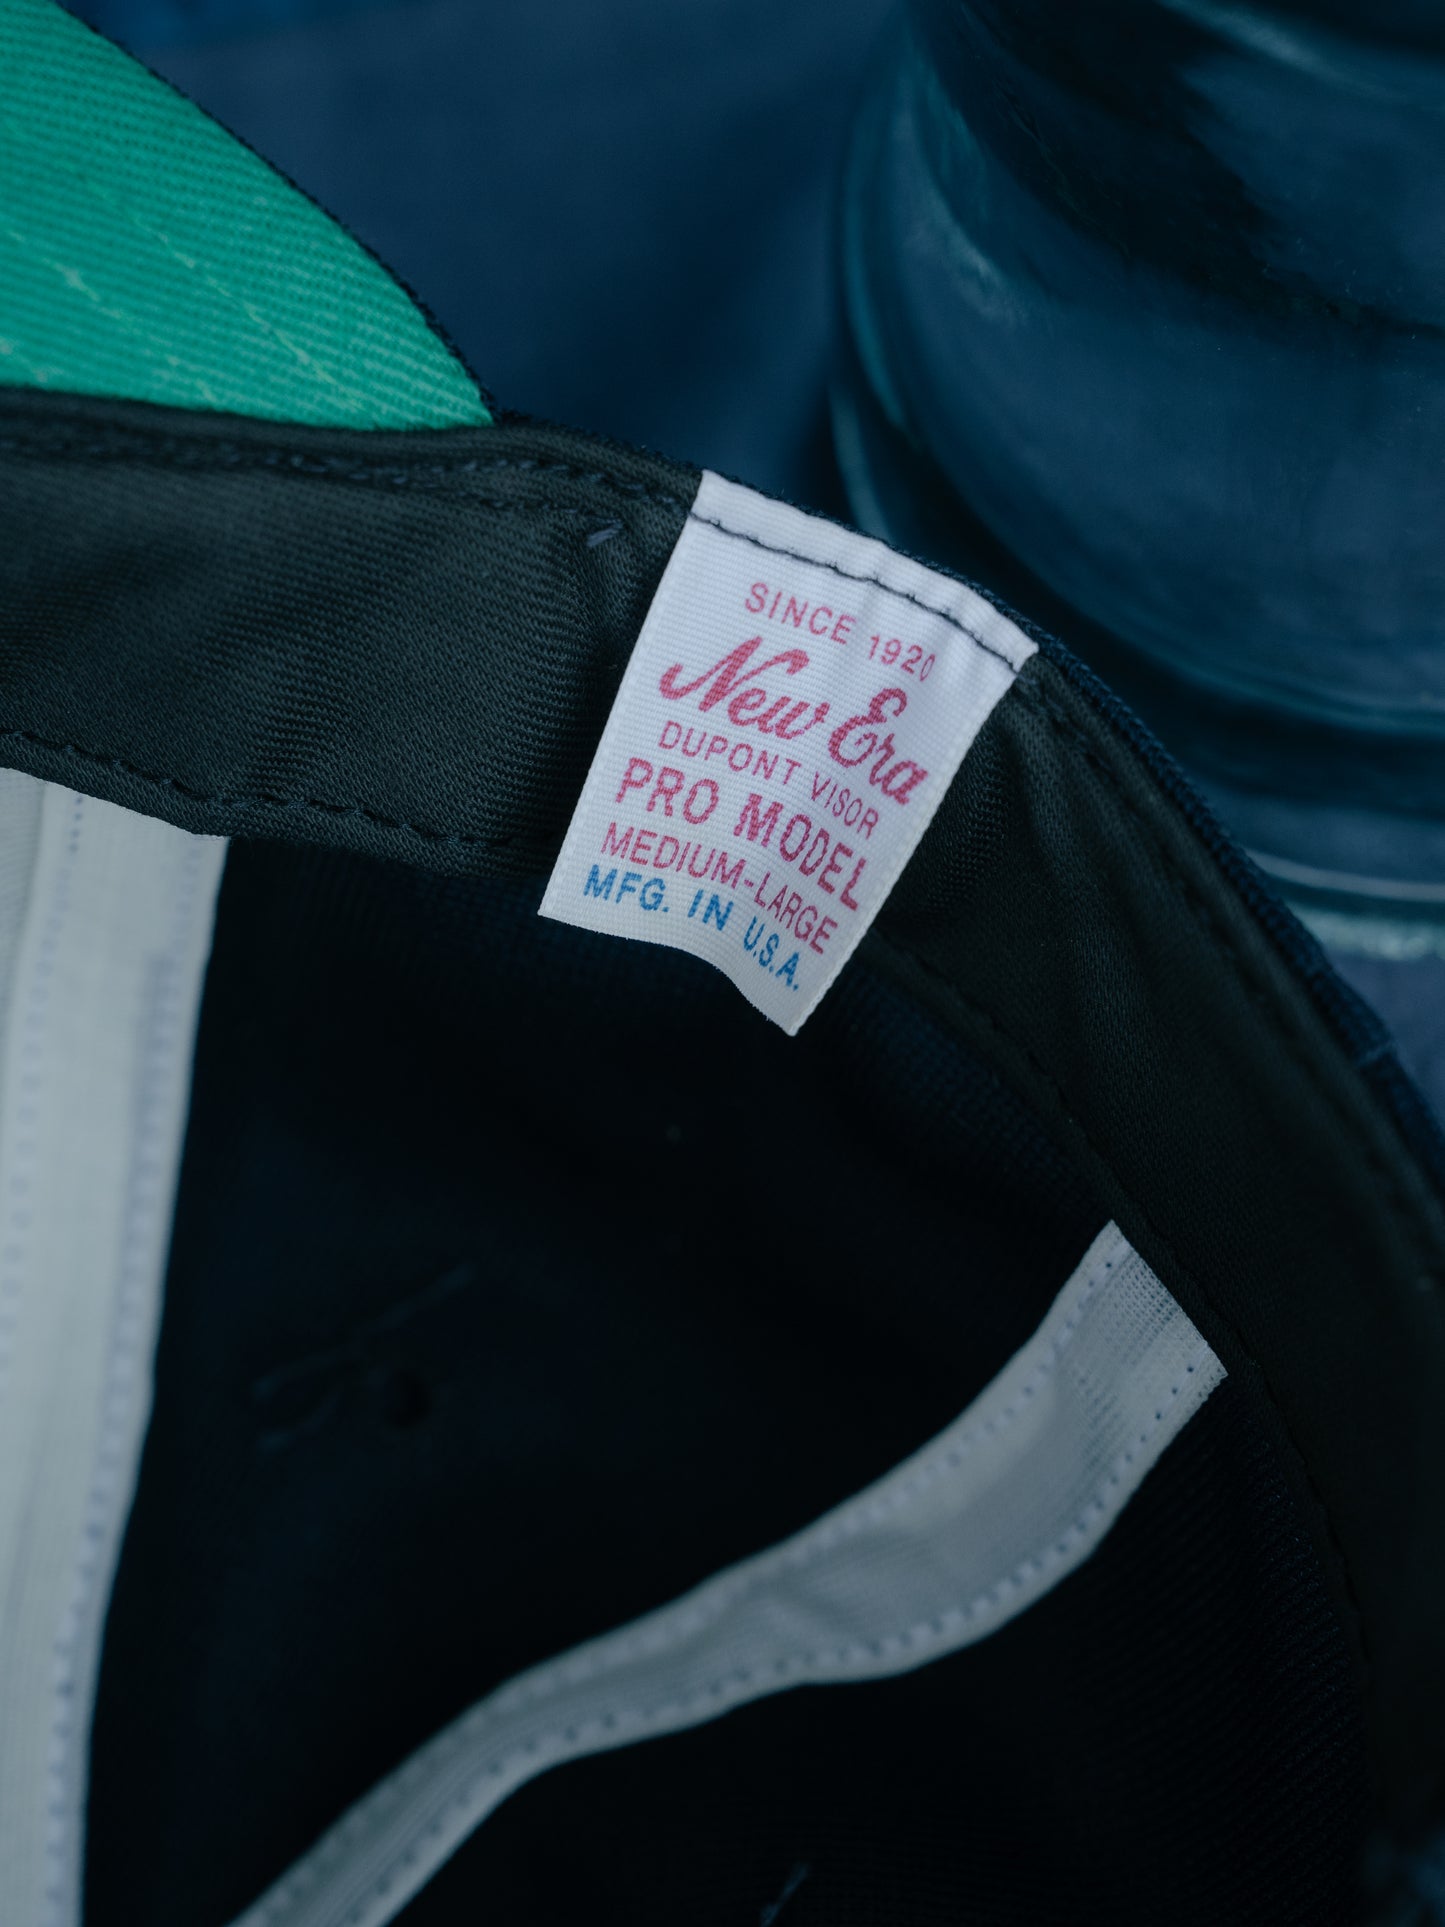 SINCE 1920
New Era
DUPONT VISOR
PRO MODEL
MEDIUM-LARGE
MFG. IN U.S.A.